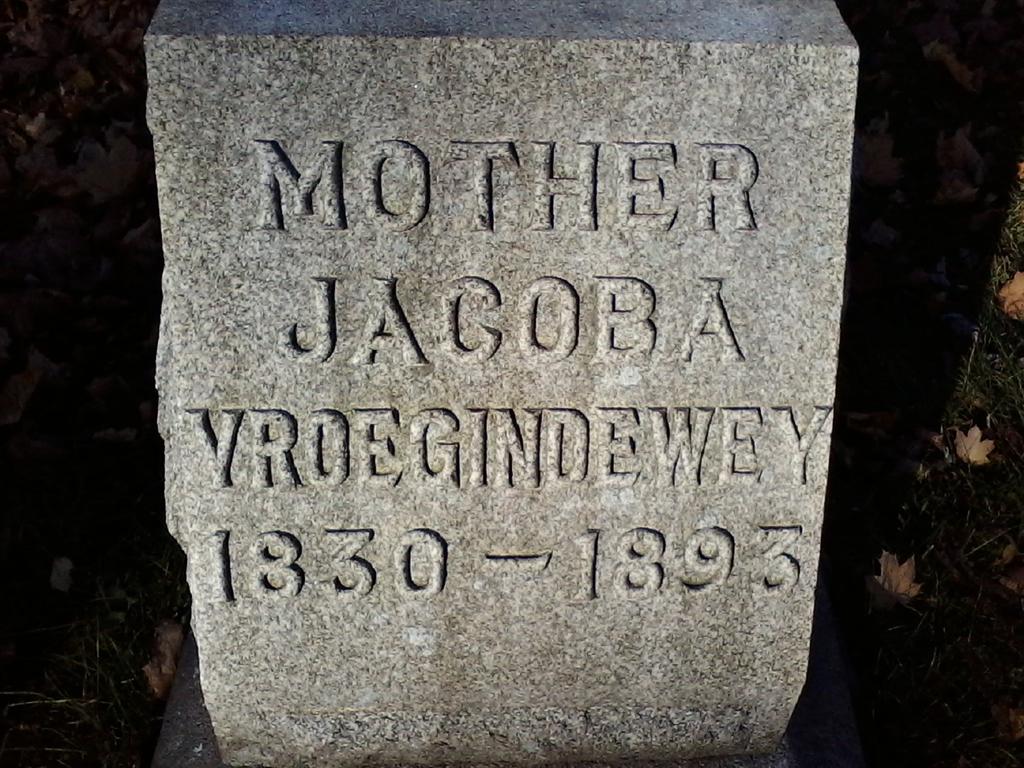 MOTHER
JACOBA
VROEGINDEWEY
1830 - 1893